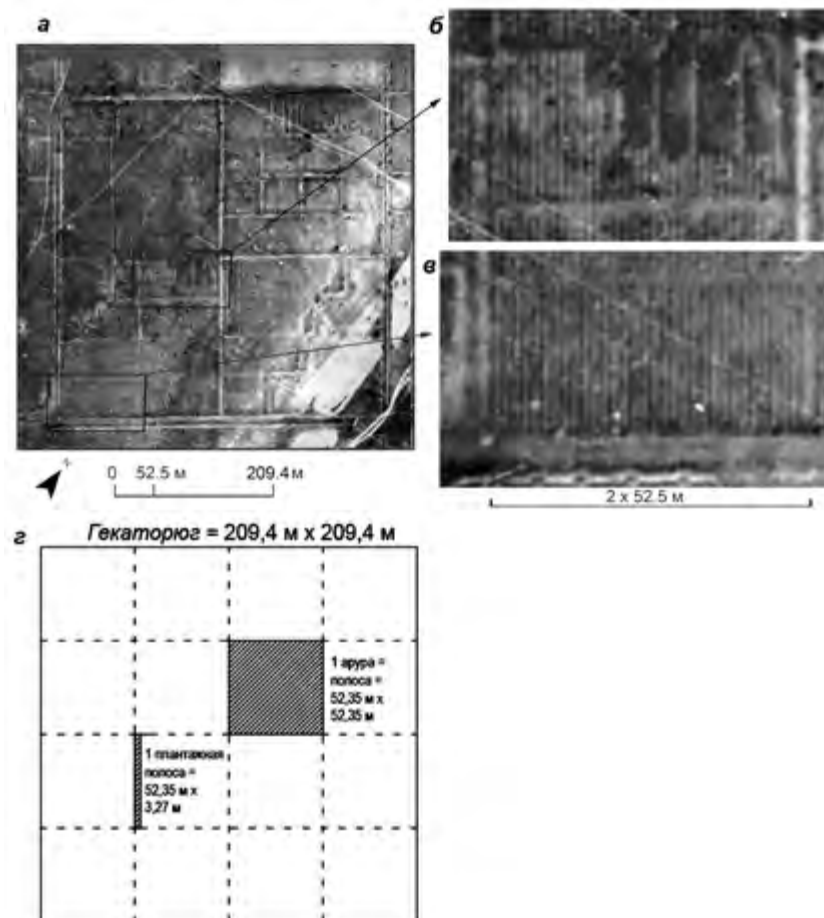 а
б
в
0 52.5 м 209.4 м
2 x 52.5 м
г Гекаторюг = 209,4 м x 209,4 м
1 арура =
полоса =
52,35 м x
52,35 м
1 плантажная
полоса =
52,35 м x
3,27 м